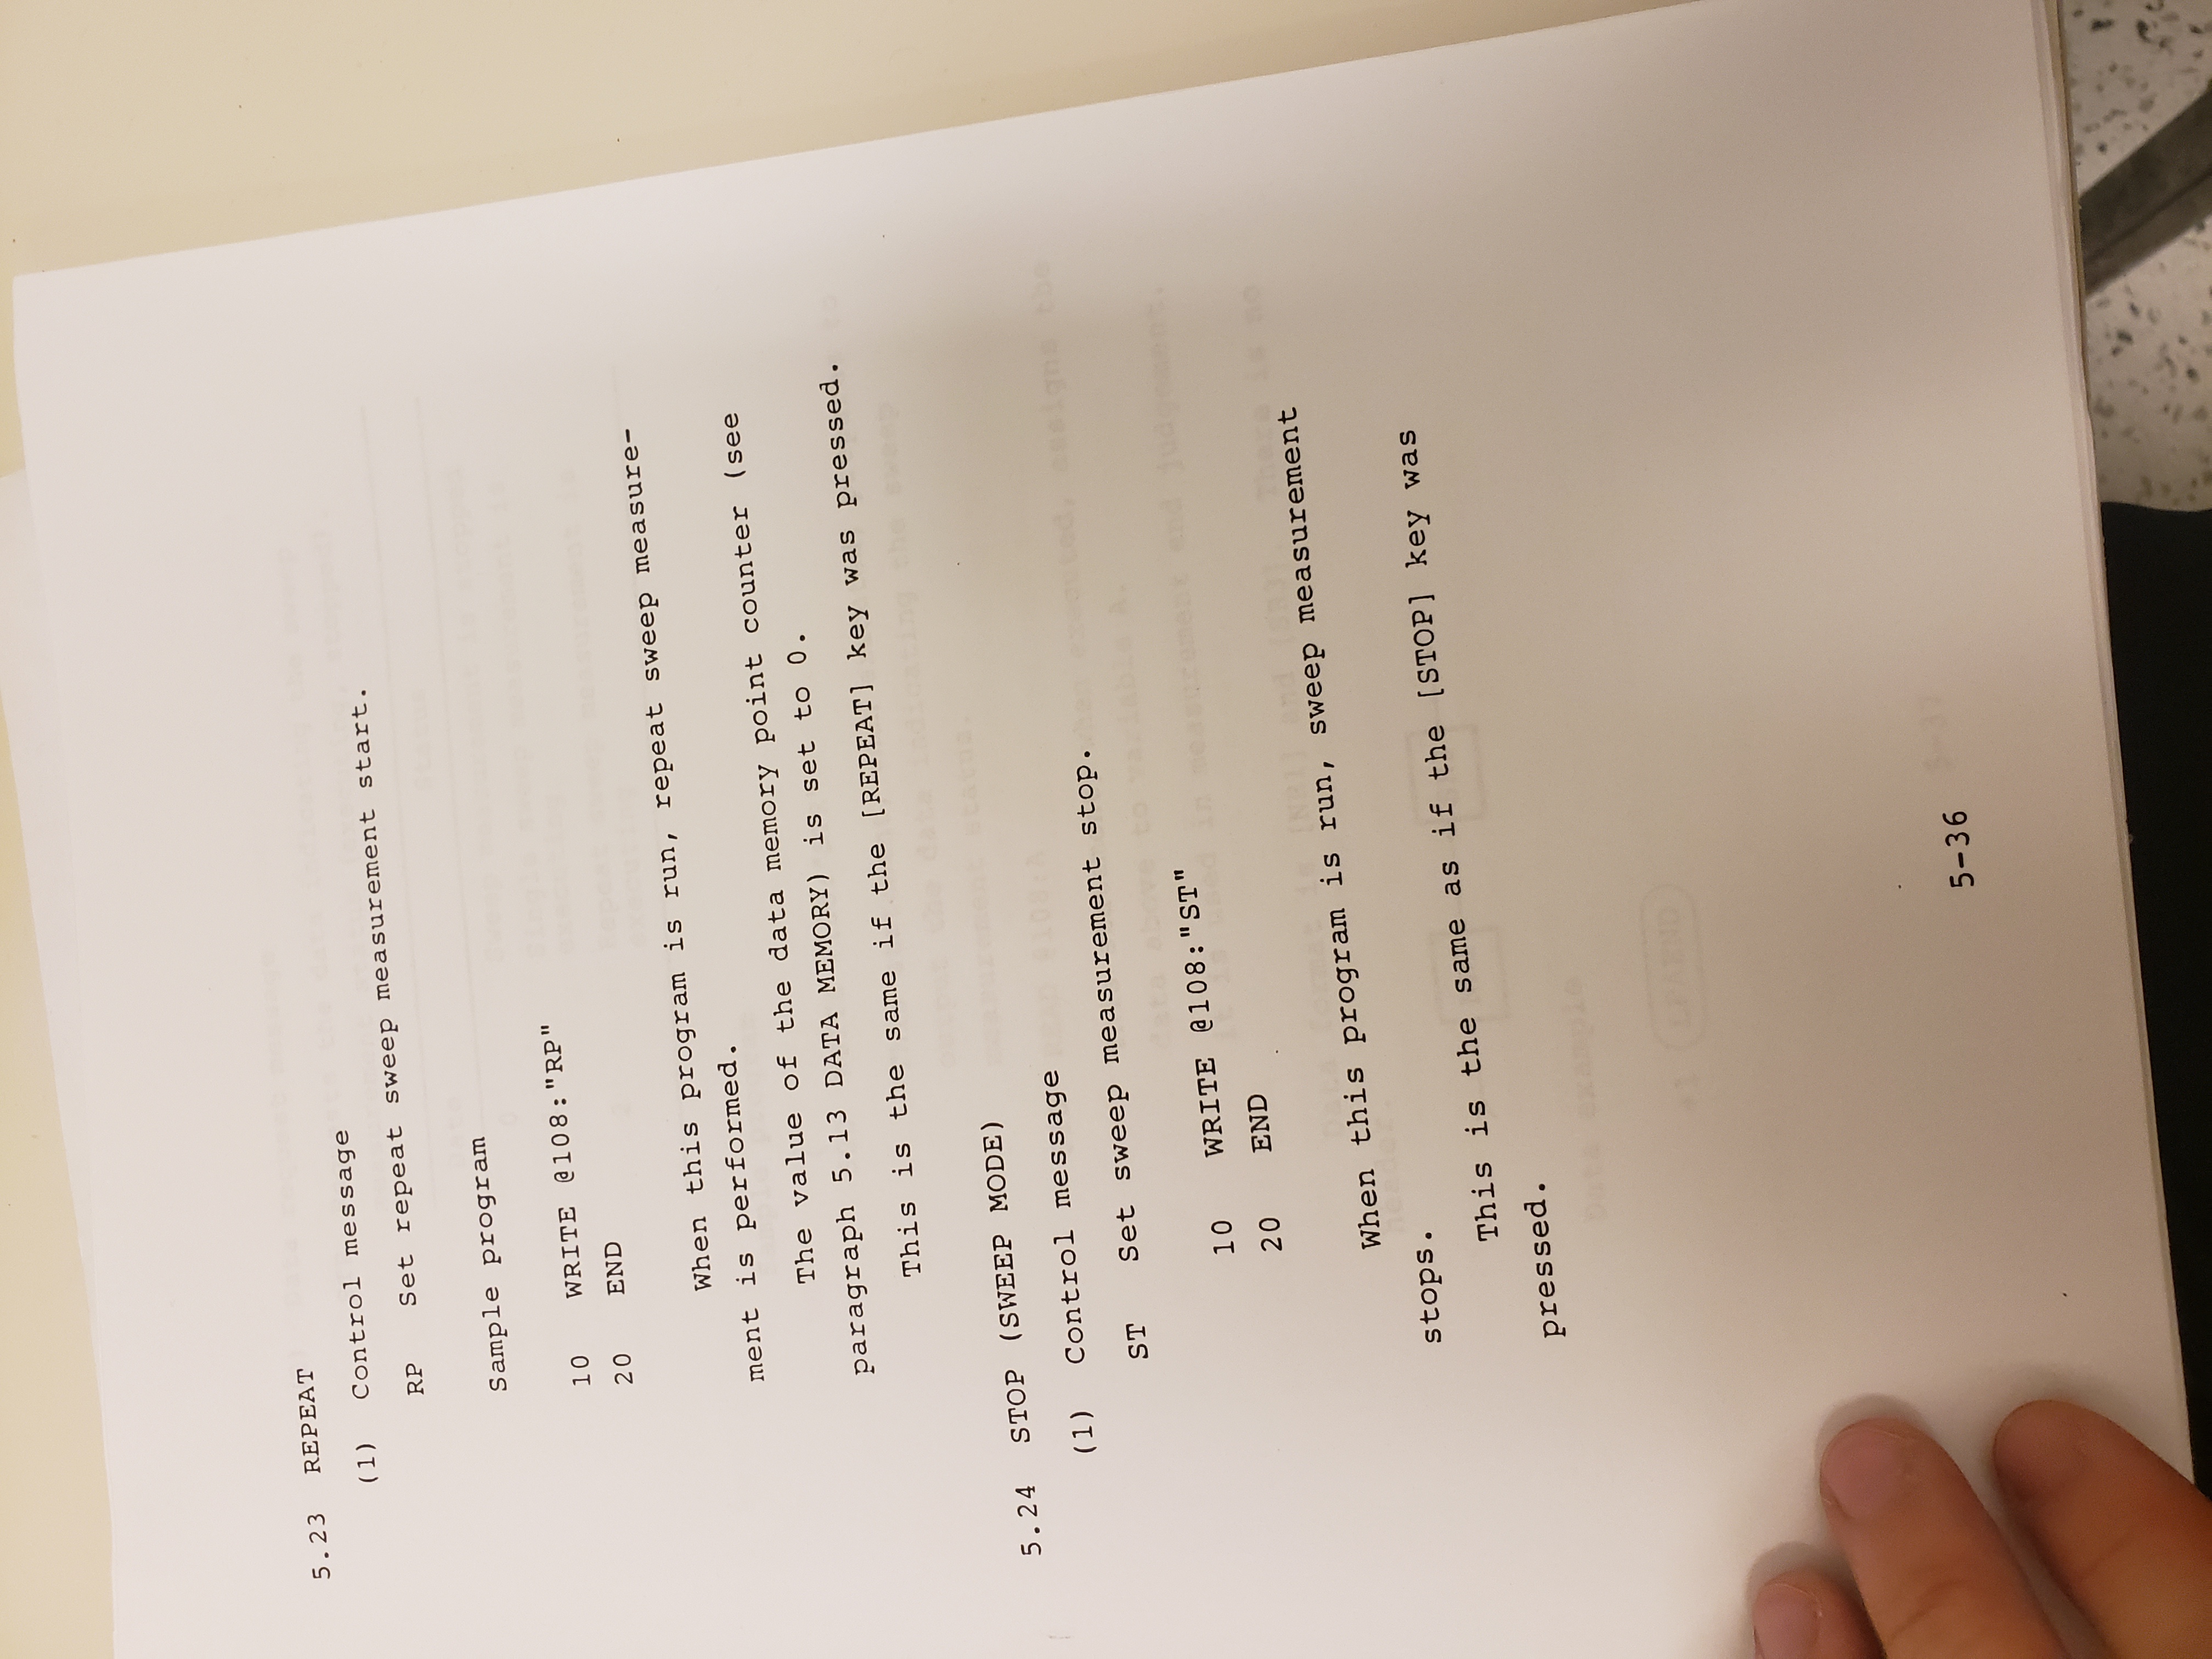 5.23 REPEAT
(1) Control message
RP Set repeat sweep measurement start.
Sample program
10 WRITE @108:"RP"
20 END
When this program is run, repeat sweep measure-
ment is performed.
The value of the data memory point counter (see
paragraph 5.13 DATA MEMORY) is set to 0.
This is the same if the [REPEAT] key was pressed.
5.24 STOP (SWEEP MODE)
(1) Control message
ST Set sweep measurement stop.
10 WRITE @108:"ST"
20 END
When this program is run, sweep measurement
stops.
This is the same as if the [STOP] key was
pressed.
5-36